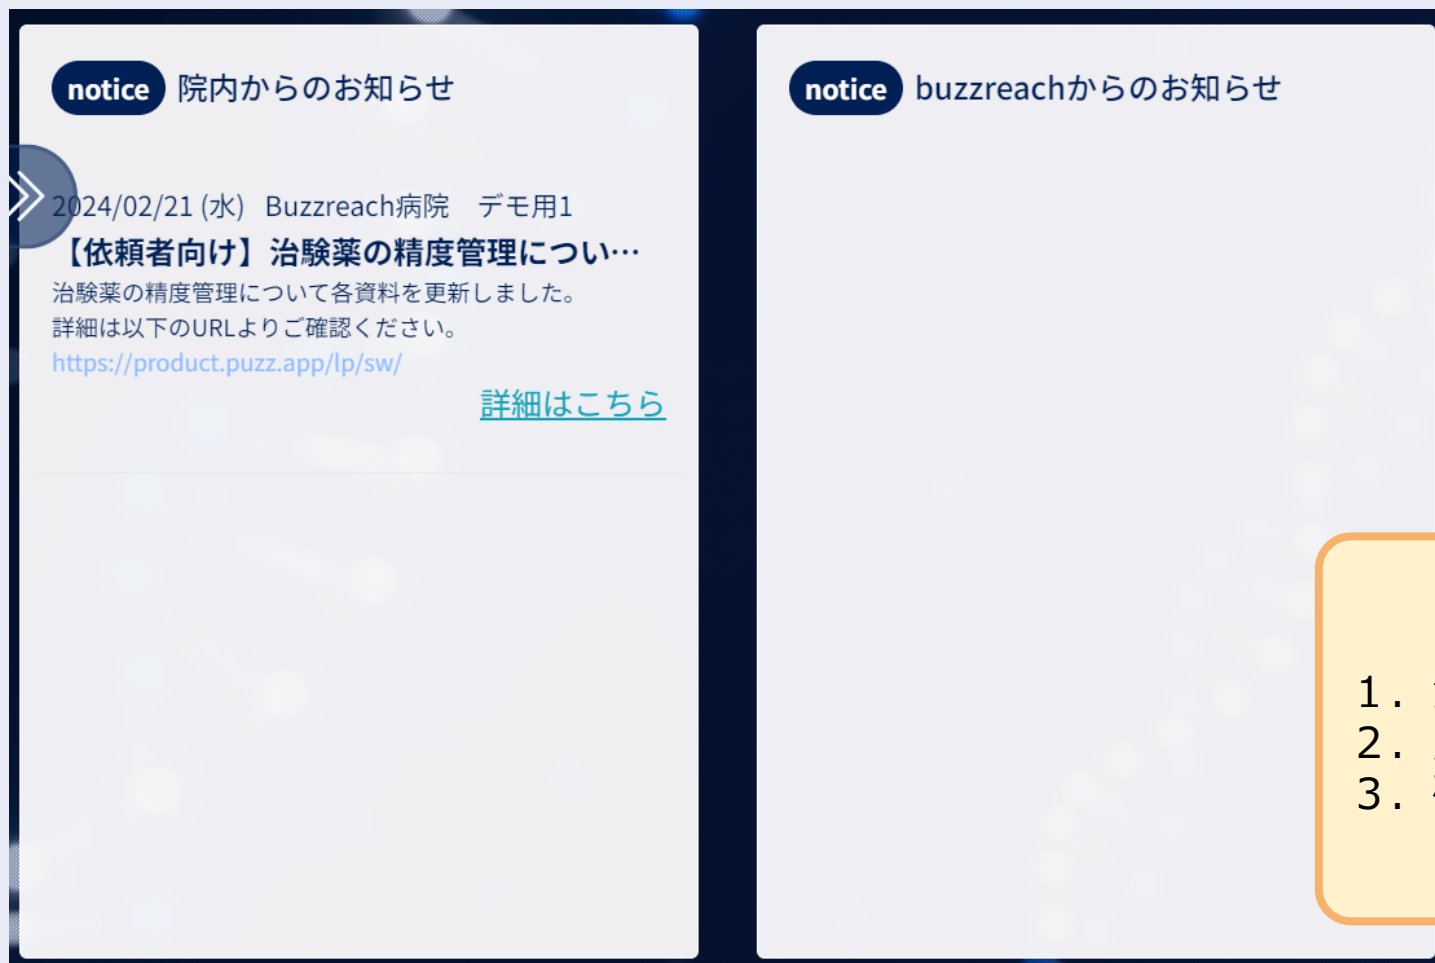 notice 院内からのお知らせ
2024/02/21 (水) Buzzreach病院 デモ用1
【依頼者向け】治験薬の精度管理につい…
治験薬の精度管理について各資料を更新しました。
詳細は以下のURLよりご確認ください。
https://product.puzz.app/lp/sw/
詳細はこちら
notice buzzreachからのお知らせ
1.
2.
3.